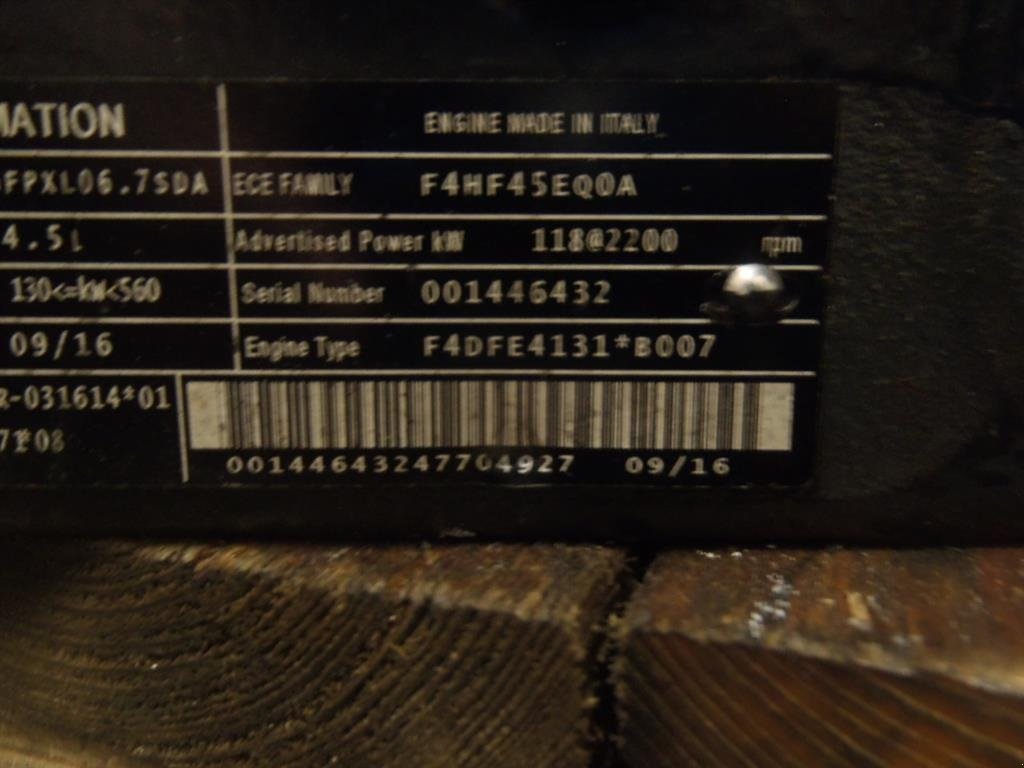 MATION
ENGINE MADE IN ITALY
FPXL06.7SDA ECE FAMILY F4HF45EQ0A
4.5l Advertised Power kW 118@2200 rpm
130<=kW<560 Serial Number 001446432
09/16 Engine Type F4DFE4131*B007
R-031614*01
00144643247704927 09/16